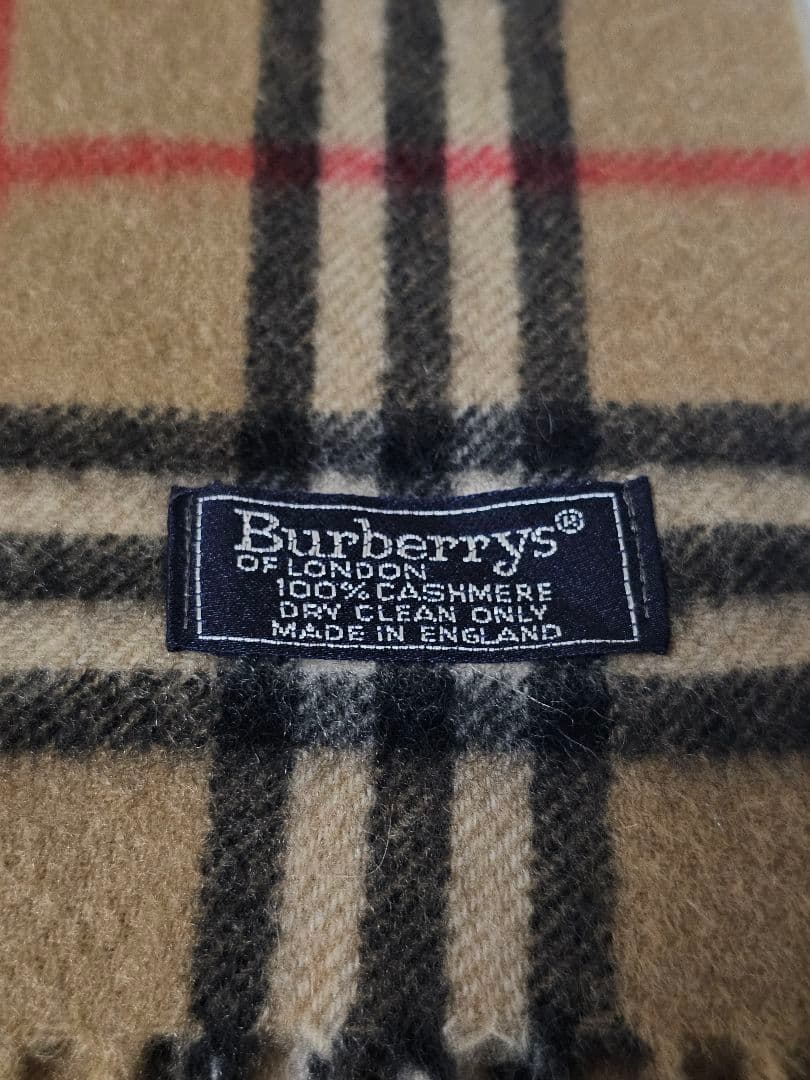 Burberrys®
OF LONDON
100% CASHMERE
DRY CLEAN ONLY
MADE IN ENGLAND